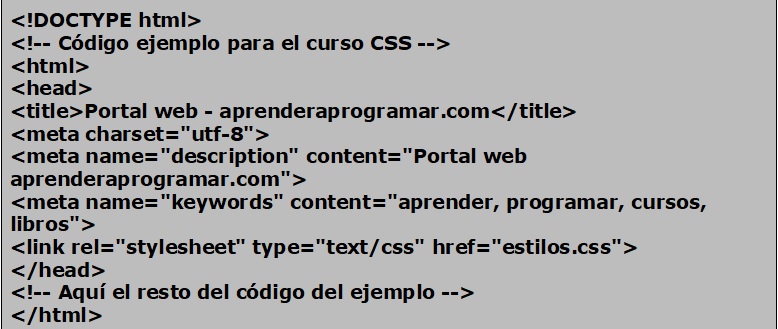 <!DOCTYPE html>
<!-- Código ejemplo para el curso CSS -->
<html>
<head>
<title>Portal web - aprenderaprogramar.com</title>
<meta charset="utf-8">
<meta name="description" content="Portal web
aprenderaprogramar.com">
<meta name="keywords" content="aprender, programar, cursos,
libros">
<link rel="stylesheet" type="text/css" href="estilos.css">
</head>
<!-- Aquí el resto del código del ejemplo -->
</html>